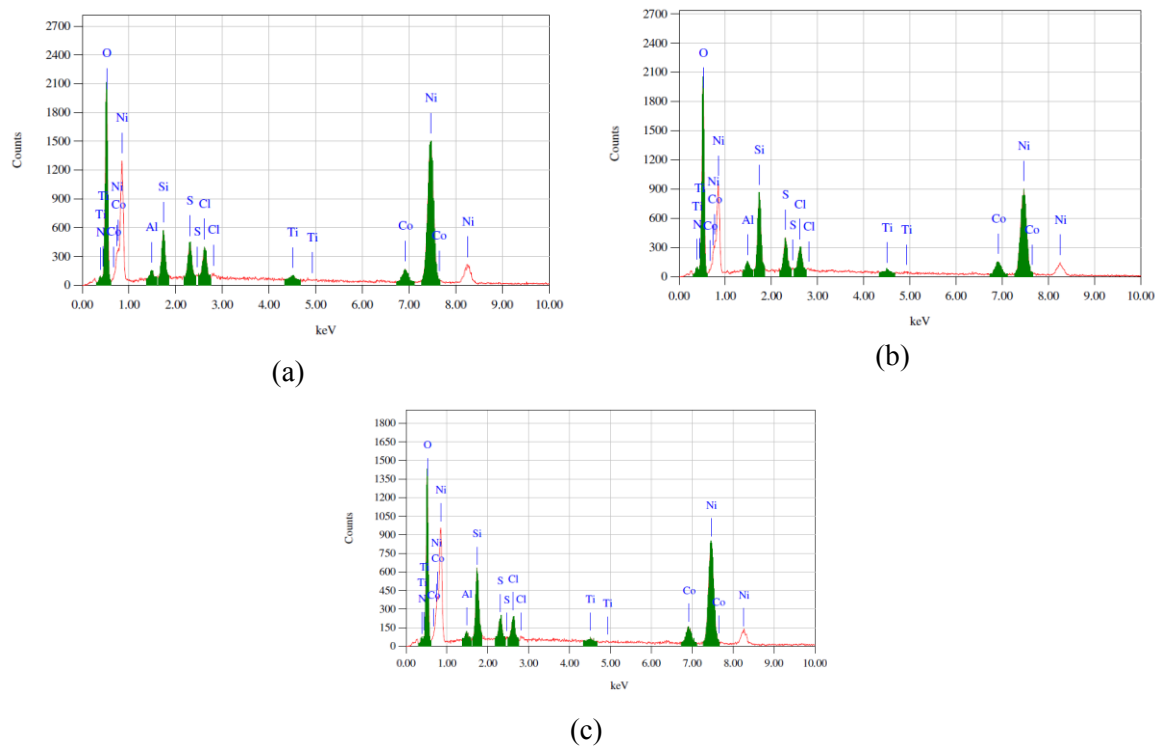 2700
2400
2100
1800
1500
1200
900
600
300
0
Counts
O
Ni
Ni
Ti
Ni
Co
Ti
N
Co
Al
Si
S
S
Cl
Cl
Ti
Ti
Co
Co
Ni
0.00 1.00 2.00 3.00 4.00 5.00 6.00 7.00 8.00 9.00 10.00
keV
(a)
2700
2400
2100
1800
1500
1200
900
600
300
0
Counts
O
Ni
Ni
Ni
Co
Ti
N
Co
Al
Si
S
S
Cl
Cl
Ti
Ti
Co
Co
Ni
0.00 1.00 2.00 3.00 4.00 5.00 6.00 7.00 8.00 9.00 10.00
keV
(b)
1800
1650
1500
1350
1200
1050
900
750
600
450
300
150
0
Counts
O
Ni
Ni
Ni
Co
Ti
N
Co
Al
Si
S
S
Cl
Cl
Ti
Ti
Co
Co
Ni
0.00 1.00 2.00 3.00 4.00 5.00 6.00 7.00 8.00 9.00 10.00
keV
(c)